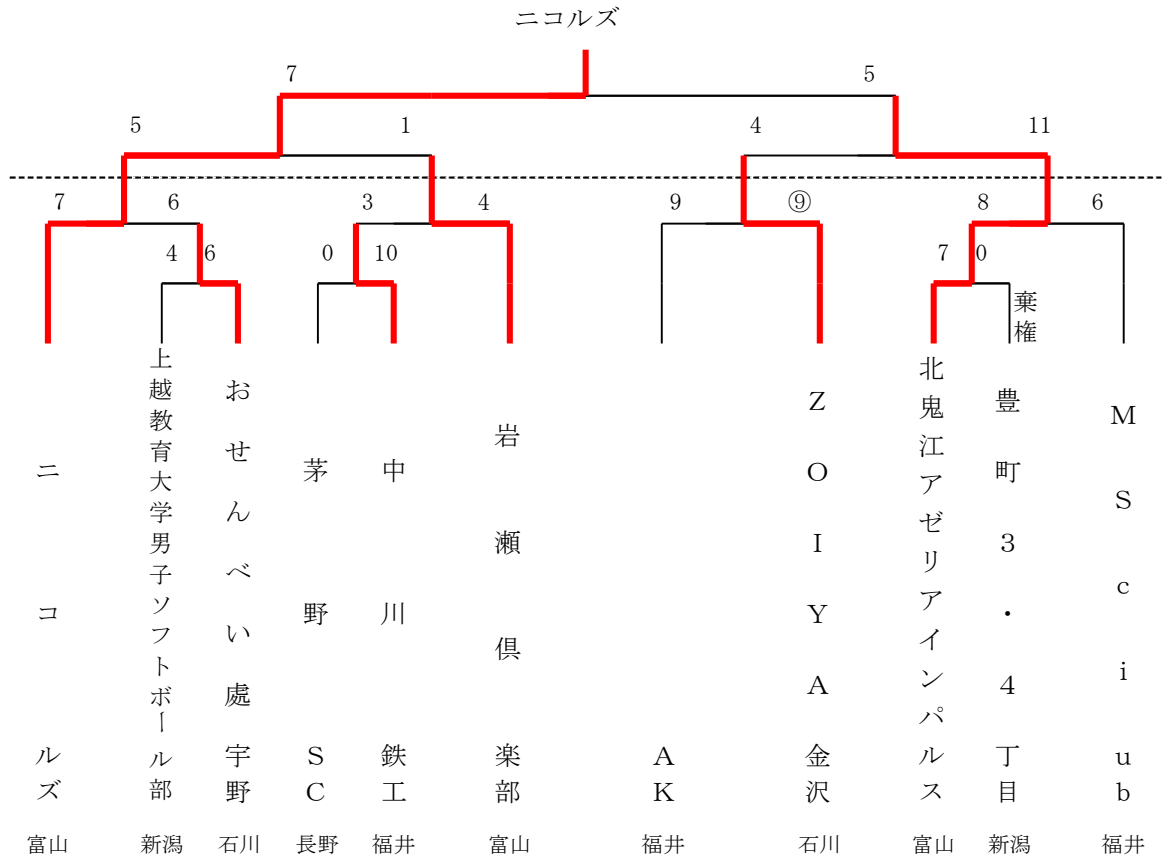 ニコルズ
7 5
5 1 4 11
7 6 3 4 9 ⑨ 8 6
4 6 0 10 7 0
棄権
ニコルズ
上越教育大学男子ソフトボール部
おせんべい處宇野
茅野SC
中川鉄工
岩瀬倶楽部
AK
ZOIYA金沢
北鬼江アゼリアインパルス
豊町3・4丁目
MSciub
富山 新潟 石川 長野 福井 富山 福井 石川 富山 新潟 福井